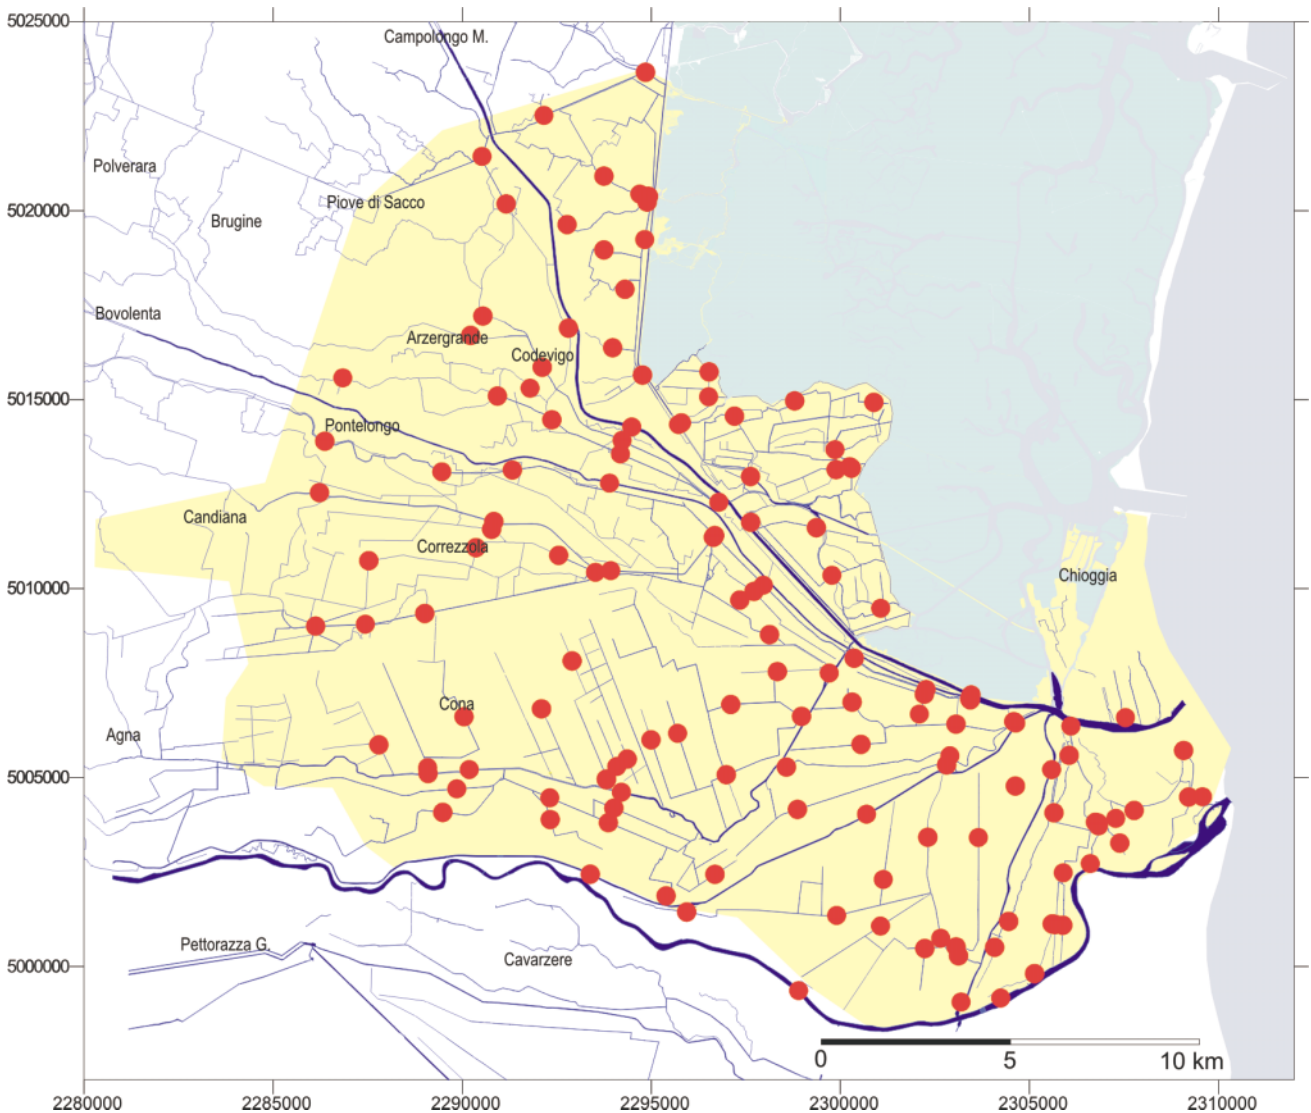 5025000
Campolongo M.
Polverara
Piove di Sacco
5020000
Brugine
Bovolenta
Arzergrande
Codevigo
5015000
Pontelongo
Candiana
Correzzola
5010000
Chioggia
Cona
Agna
5005000
Pettorazza G.
Cavarzere
5000000
0 5 10 km
2280000 2285000 2290000 2295000 2300000 2305000 2310000